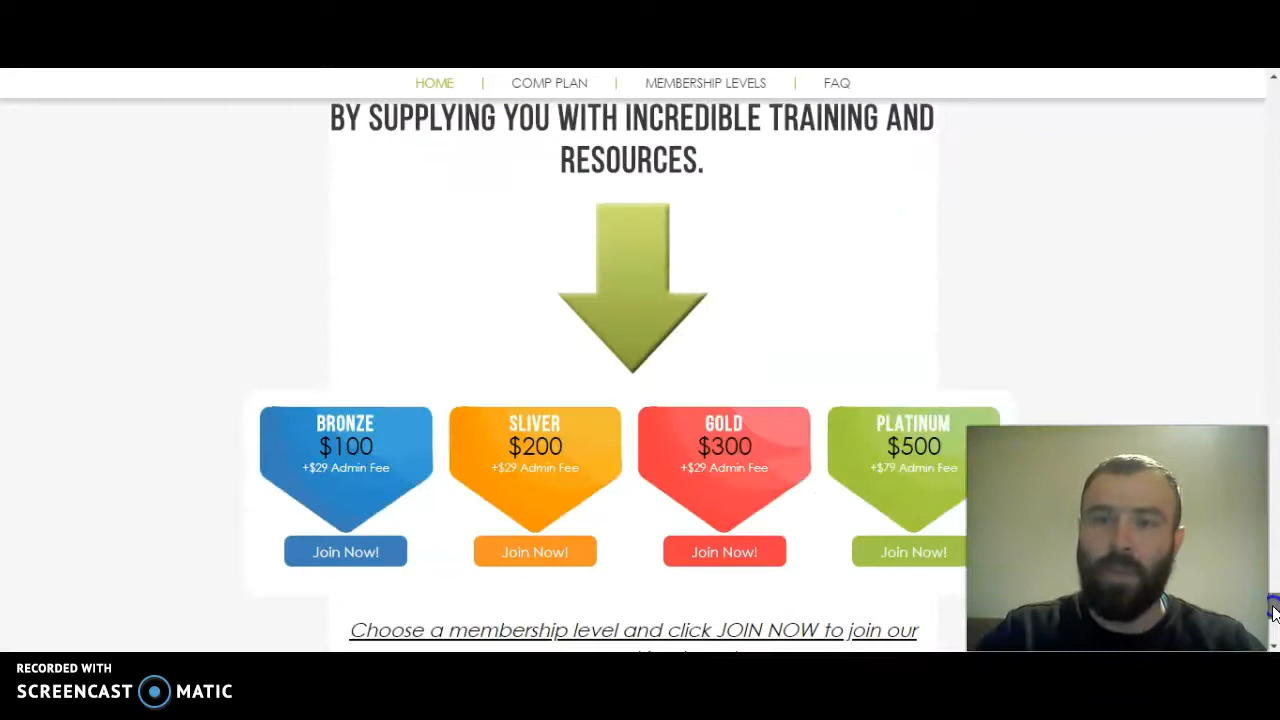 HOME | COMP PLAN | MEMBERSHIP LEVELS | FAQ
BY SUPPLYING YOU WITH INCREDIBLE TRAINING AND
RESOURCES.
BRONZE
$100
+$29 Admin Fee
Join Now!
SLIVER
$200
+$29 Admin Fee
Join Now!
GOLD
$300
+$29 Admin Fee
Join Now!
PLATINUM
$500
+$79 Admin Fee
Join Now!
Choose a membership level and click JOIN NOW to join our
RECORDED WITH
SCREENCAST MATIC